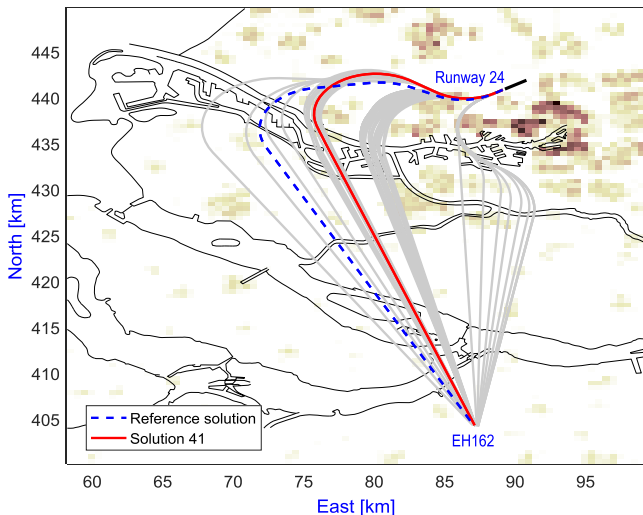 450
445
440
435
430
425
420
415
410
405
North [km]
Runway 24
EH162
Reference solution
Solution 41
60 65 70 75 80 85 90 95
East [km]